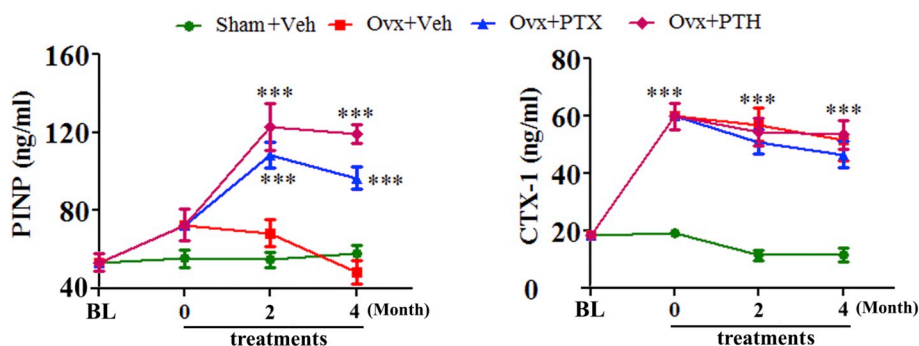 Sham+Veh Ovx+Veh Ovx+PTX Ovx+PTH
PINP (ng/ml)
160
120
80
40
***
***
***
***
BL 0 2 4 (Month)
treatments
CTX-1 (ng/ml)
80
60
40
20
0
*** *** ***
BL 0 2 4 (Month)
treatments